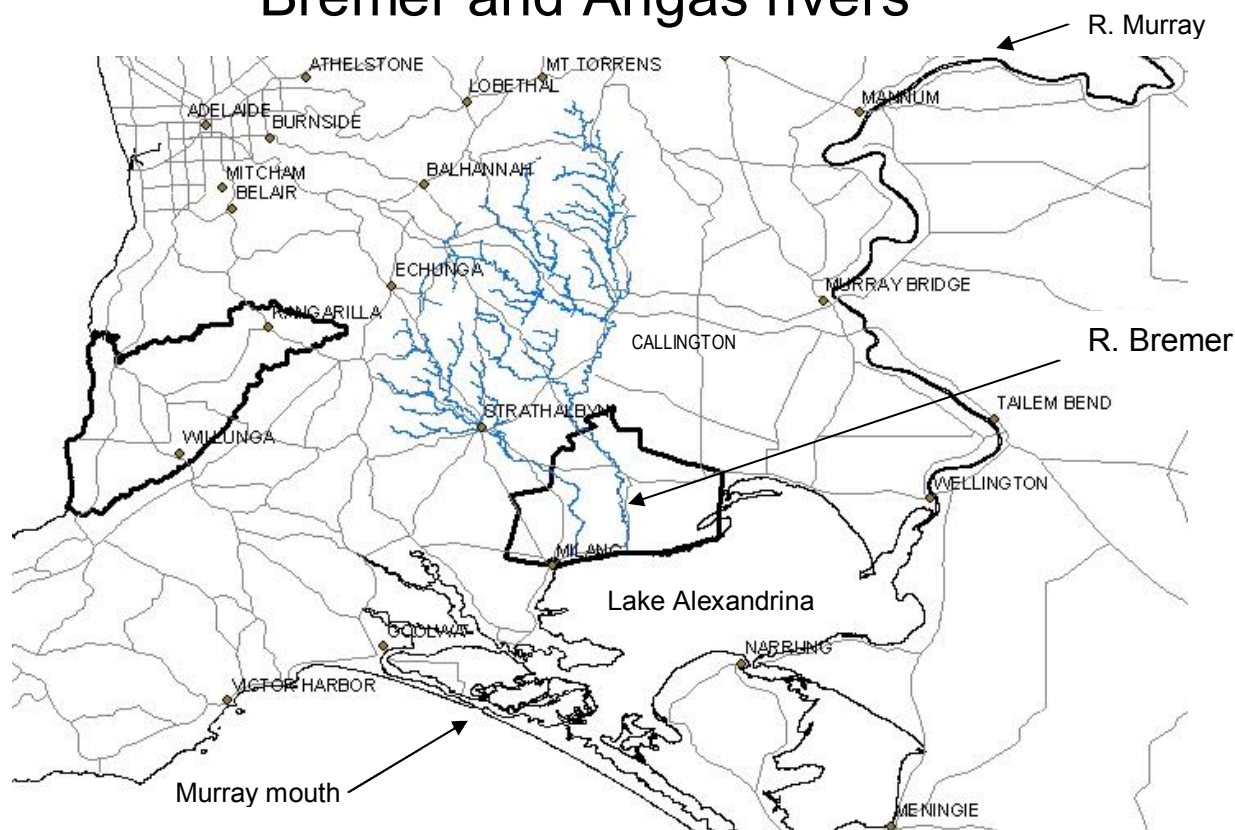 Bremer and Angas rivers
R. Murray
ATHELSTONE
MT TORRENS
LOBETHAL
MANNUM
ADELAIDE
BURNSIDE
BALHANNAH
MITCHAM
BELAIR
ECHUNGA
MURRAY BRIDGE
KANGARILLA
CALLINGTON
R. Bremer
TAILEM BEND
STRATHALBYN
WILLUNGA
WELLINGTON
MILANG
Lake Alexandrina
GOOLWA
NARRUNG
VICTOR HARBOR
Murray mouth
MENINGIE